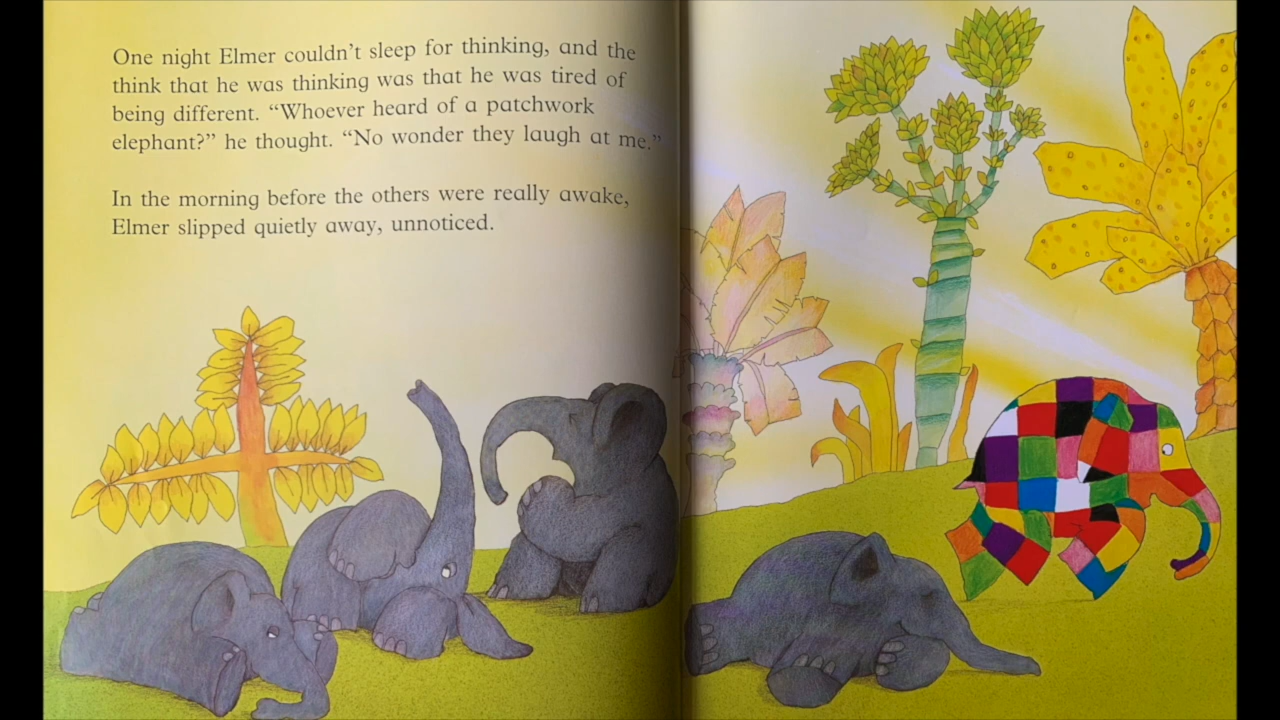 One night Elmer couldn’t sleep for thinking, and the
think that he was thinking was that he was tired of
being different. “Whoever heard of a patchwork
elephant?” he thought. “No wonder they laugh at me.”
In the morning before the others were really awake,
Elmer slipped quietly away, unnoticed.